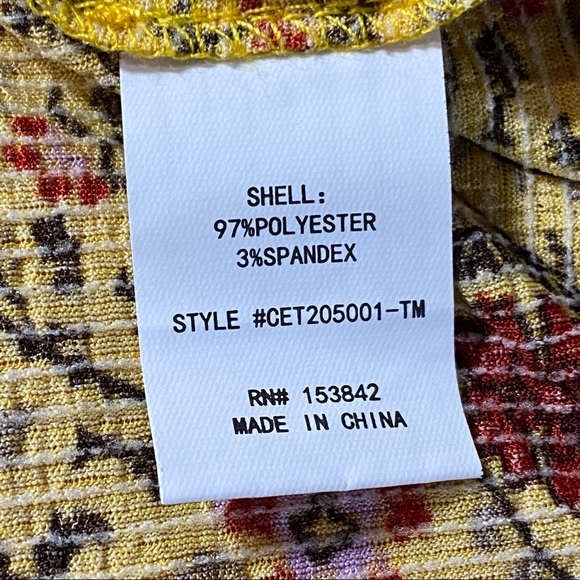 SHELL:
97%POLYESTER
3%SPANDEX
STYLE #CET205001-TM
RN# 153842
MADE IN CHINA